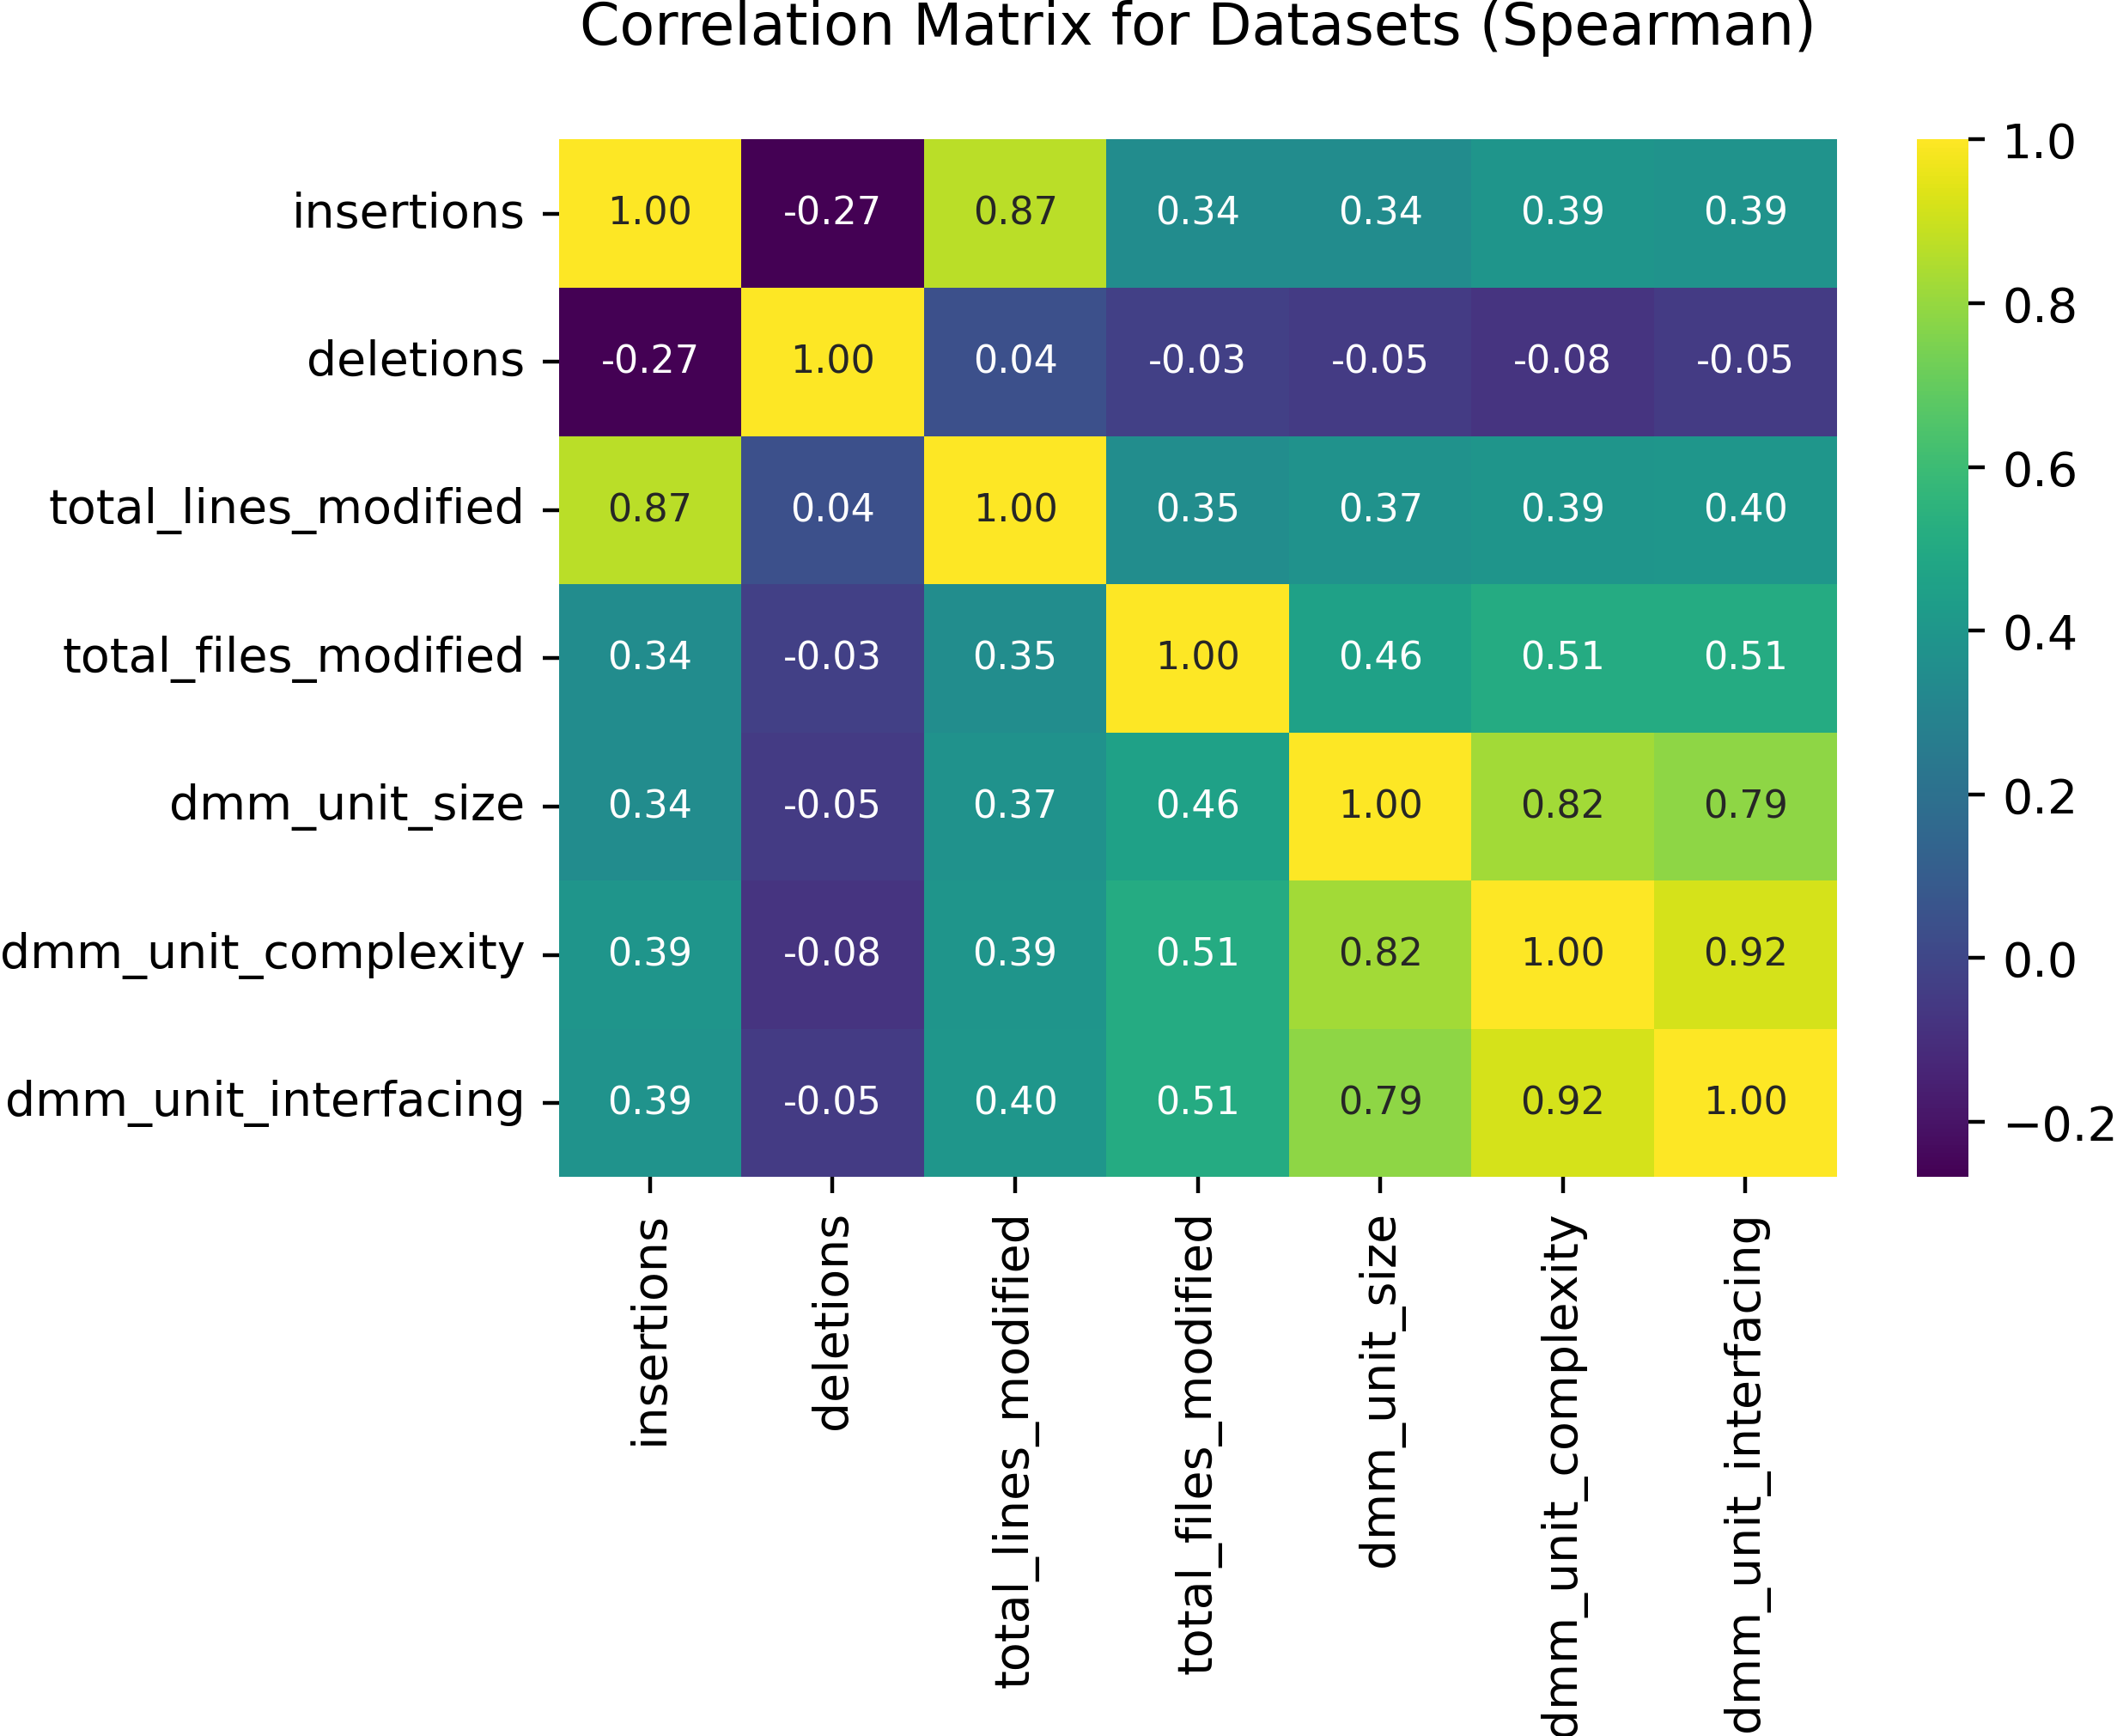 Correlation Matrix for Datasets (Spearman)
insertions 1.00 -0.27 0.87 0.34 0.34 0.39 0.39
deletions -0.27 1.00 0.04 -0.03 -0.05 -0.08 -0.05
total_lines_modified 0.87 0.04 1.00 0.35 0.37 0.39 0.40
total_files_modified 0.34 -0.03 0.35 1.00 0.46 0.51 0.51
dmm_unit_size 0.34 -0.05 0.37 0.46 1.00 0.82 0.79
dmm_unit_complexity 0.39 -0.08 0.39 0.51 0.82 1.00 0.92
dmm_unit_interfacing 0.39 -0.05 0.40 0.51 0.79 0.92 1.00
insertions
deletions
total_lines_modified
total_files_modified
dmm_unit_size
dmm_unit_complexity
dmm_unit_interfacing
1.0
0.8
0.6
0.4
0.2
0.0
−0.2